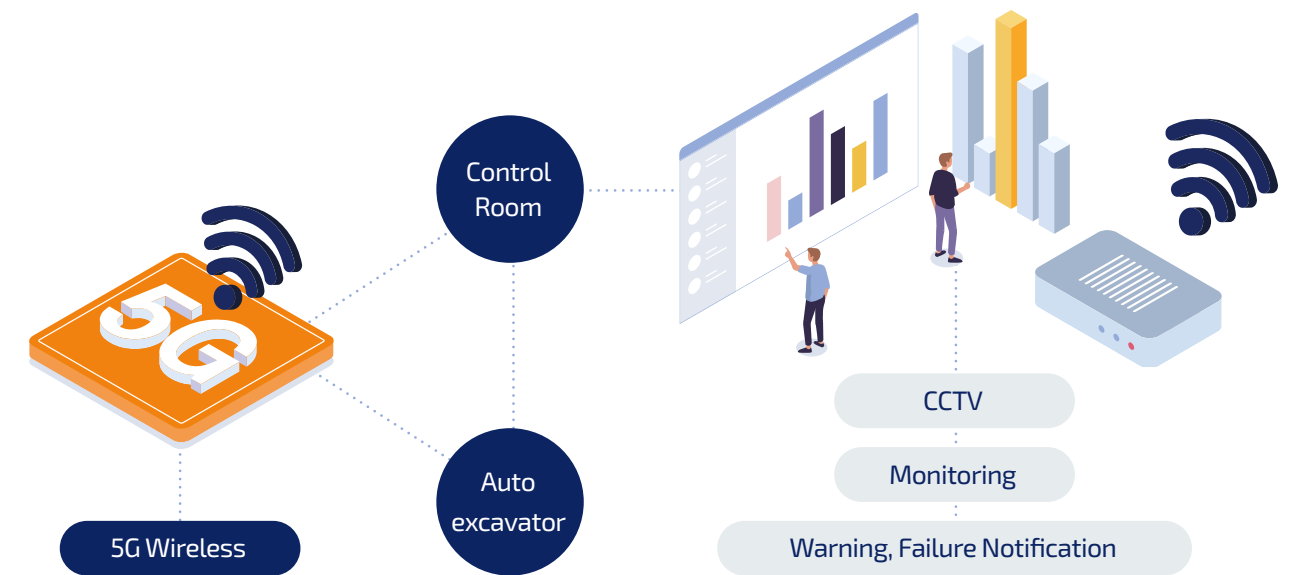 5G
5G Wireless
Control
Room
Auto
excavator
CCTV
Monitoring
Warning, Failure Notification